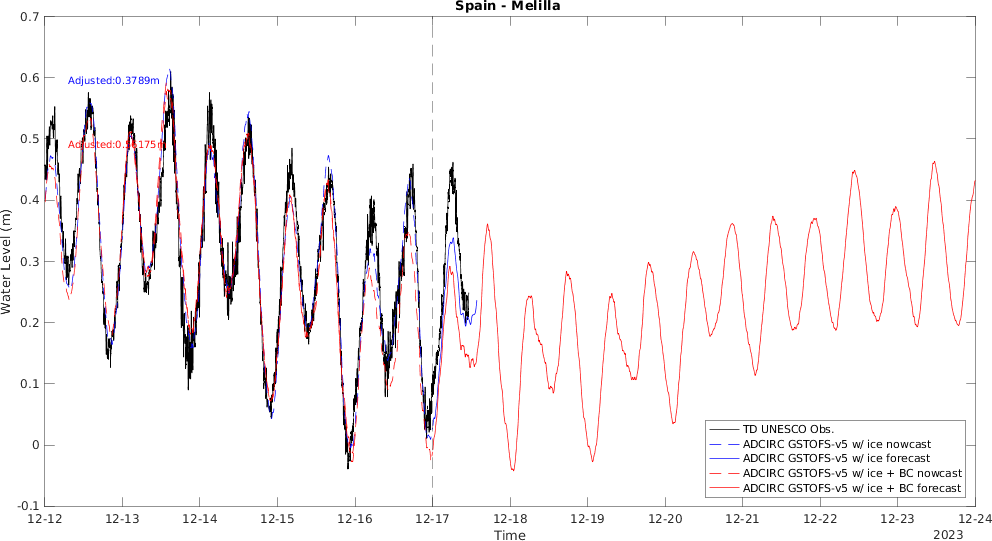 Spain - Melilla
0.7
0.6
0.5
0.4
0.3
0.2
0.1
0
-0.1
Water Level (m)
Adjusted:0.3789m
TD UNESCO Obs.
ADCIRC GSTOFS-v5 w/ ice nowcast
ADCIRC GSTOFS-v5 w/ ice forecast
ADCIRC GSTOFS-v5 w/ ice + BC nowcast
ADCIRC GSTOFS-v5 w/ ice + BC forecast
12-12 12-13 12-14 12-15 12-16 12-17 12-18 12-19 12-20 12-21 12-22 12-23 12-24
Time
2023